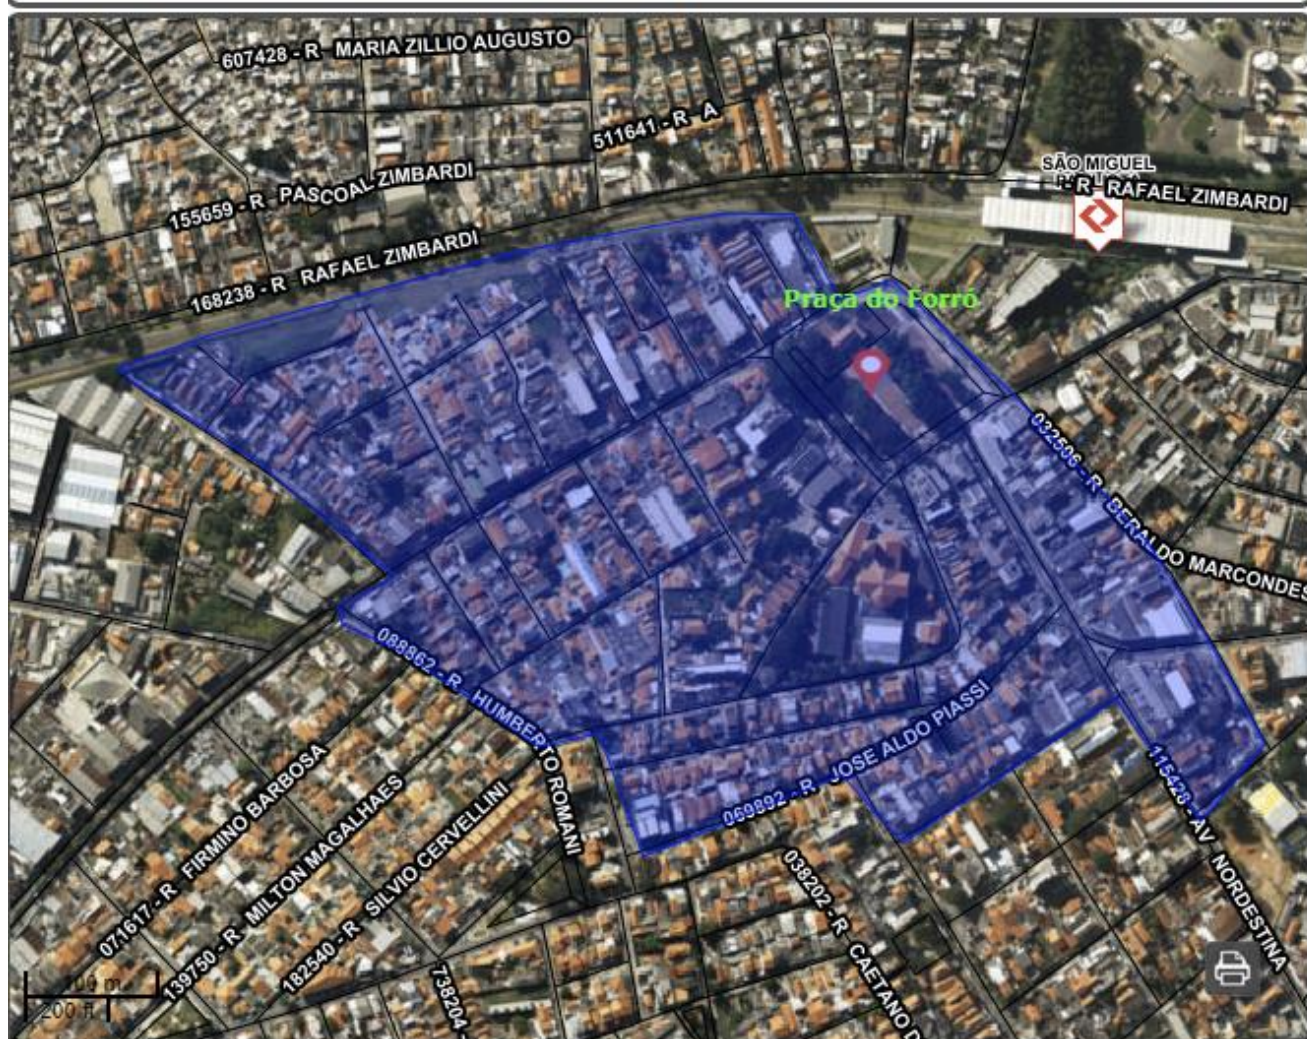 607428 - R MARIA ZILLIO AUGUSTO
511641 - R A
SÃO MIGUEL
155659 - R PASCOAL ZIMBARDI
- R RAFAEL ZIMBARDI
168238 - R RAFAEL ZIMBARDI
Praça do Forró
032506 - R BERALDO MARCONDES
088862 - R HUMBERTO ROMANI
069892 - R JOSE ALDO PIASSI
115428 - AV NORDESTINA
071617 - R FIRMINO BARBOSA
139750 - R MILTON MAGALHAES
182540 - R SILVIO CERVELLINI
038202 - R CAETANO D
738204 -
100 m
200 ft